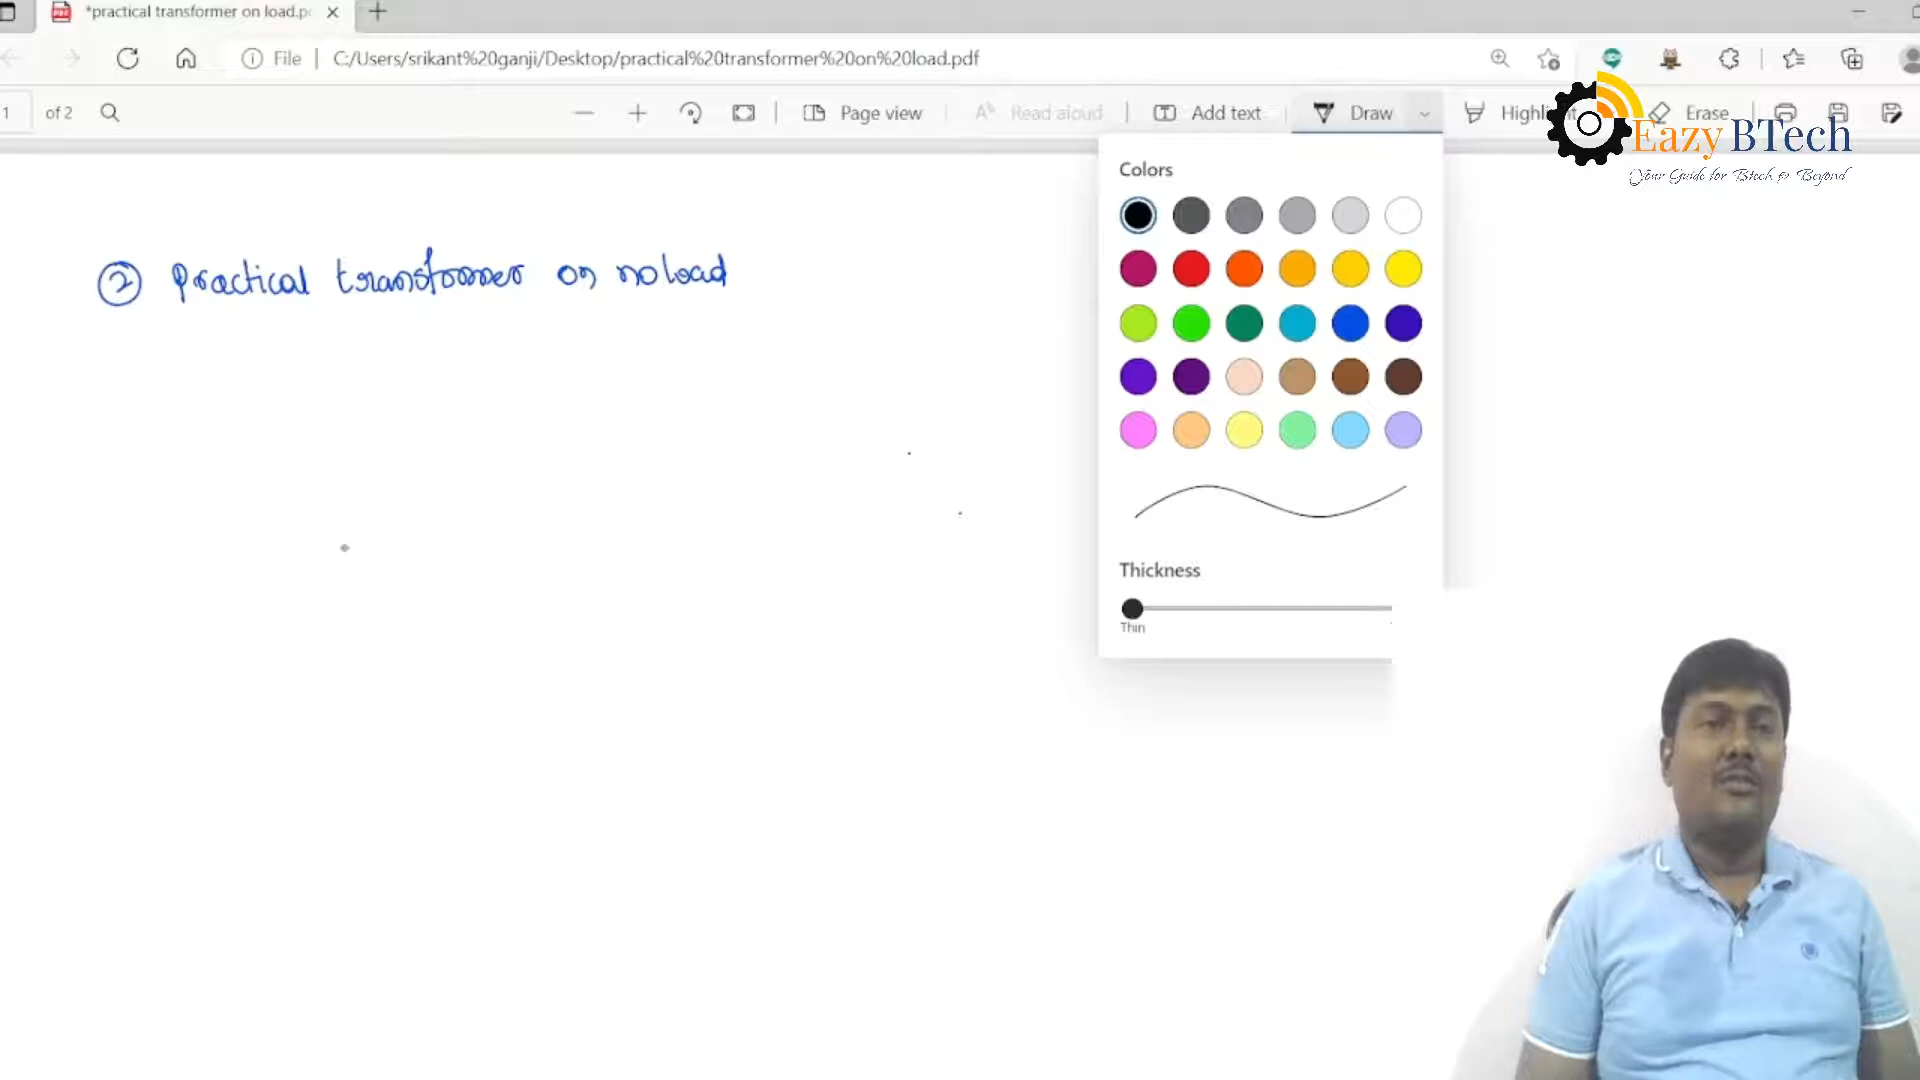 *practical transformer on load.p
File
C:/Users/srikant%20ganji/Desktop/practical%20transformer%20on%20load.pdf
1 of 2
Page view
Read aloud
Add text
Draw
Highlight
Erase
Eazy BTech
Your Guide for Btech & Beyond
Colors
② Practical transformer on noload
Thickness
Thin